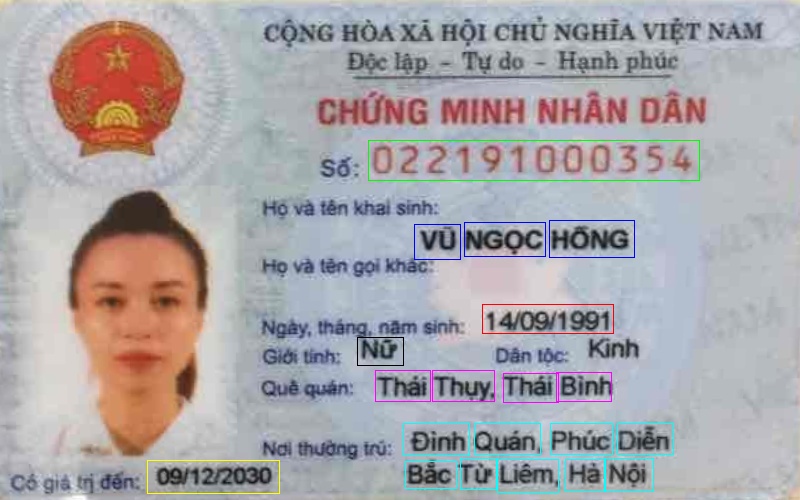 CỘNG HÒA XÃ HỘI CHỦ NGHĨA VIỆT NAM
Độc lập - Tự do - Hạnh phúc
CHỨNG MINH NHÂN DÂN
Số: 022191000354
Họ và tên khai sinh:
VŨ NGỌC HỒNG
Họ và tên gọi khác:
Ngày, tháng, năm sinh: 14/09/1991
Giới tính: Nữ Dân tộc: Kinh
Quê quán: Thái Thụy, Thái Bình
Nơi thường trú: Đình Quán, Phúc Diễn
Bắc Từ Liêm, Hà Nội
Có giá trị đến: 09/12/2030